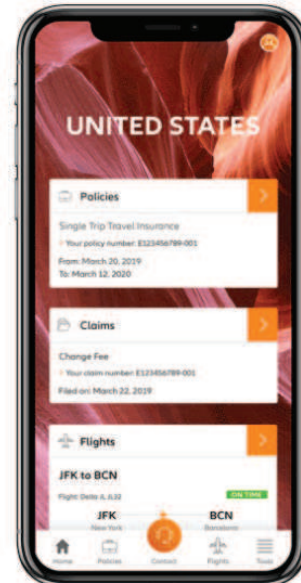 UNITED STATES
Policies
Single Trip Travel Insurance
Your policy number: E123456789-001
From: March 20, 2019
To: March 12, 2020
Claims
Change Fee
Your claim number: E123456789-001
Filed on: March 22, 2019
Flights
JFK to BCN
Flight: Delta
ON TIME
JFK BCN
New York Barcelona
Home Policies Contact Flights Tools